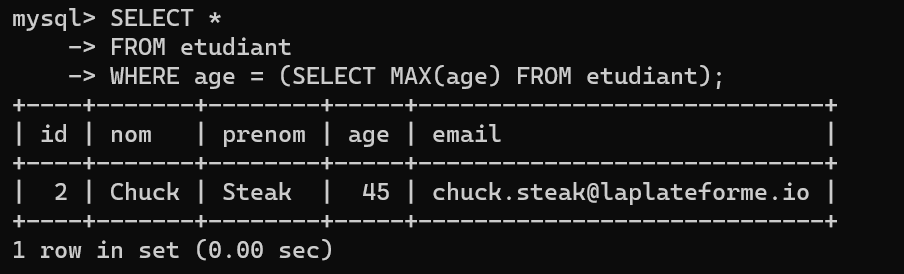 mysql> SELECT *
    -> FROM etudiant
    -> WHERE age = (SELECT MAX(age) FROM etudiant);
+----+-------+--------+-----+----------------------------+
| id | nom   | prenom | age | email                      |
+----+-------+--------+-----+----------------------------+
|  2 | Chuck | Steak  |  45 | chuck.steak@laplateforme.io |
+----+-------+--------+-----+----------------------------+
1 row in set (0.00 sec)